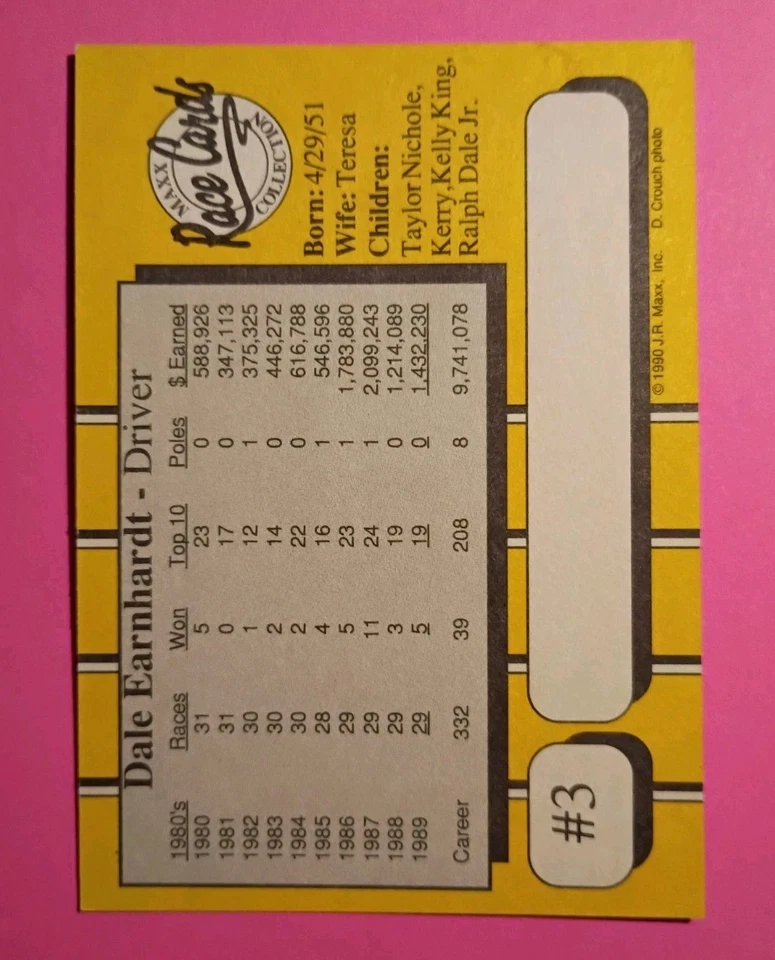 Dale Earnhardt - Driver
1980's Races Won Top 10 Poles $ Earned
1980 31 5 23 0 588,926
1981 31 0 17 0 347,113
1982 30 1 12 1 375,325
1983 30 2 14 0 446,272
1984 30 2 22 0 616,788
1985 28 4 16 1 546,596
1986 29 5 23 1 1,783,880
1987 29 11 24 1 2,099,243
1988 29 3 19 0 1,214,089
1989 29 5 19 0 1,432,230
Career 332 39 208 8 9,741,078
MAXX
Race Cards
COLLECTION
Born: 4/29/51
Wife: Teresa
Children:
Taylor Nichole,
Kerry,Kelly King,
Ralph Dale Jr.
#3
© 1990 J.R. Maxx, Inc. D. Crouch photo